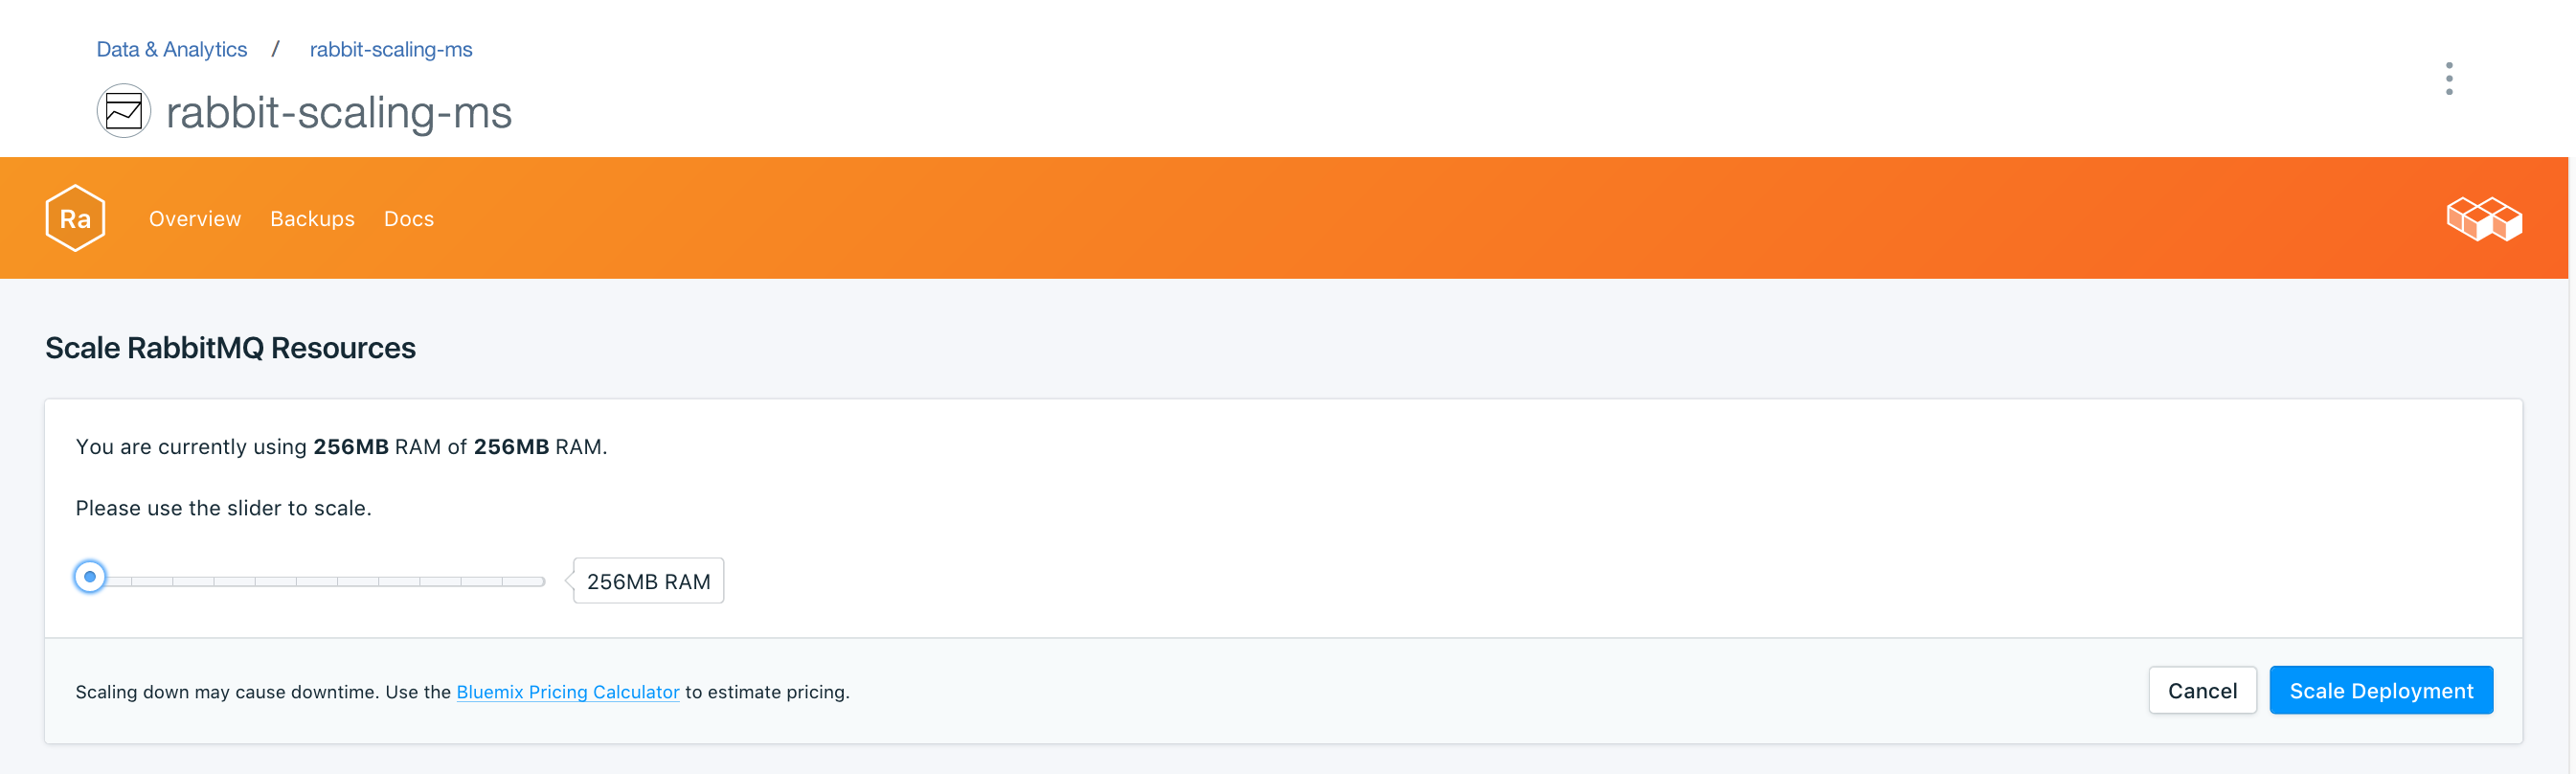 Data & Analytics / rabbit-scaling-ms
rabbit-scaling-ms
Ra Overview Backups Docs
Scale RabbitMQ Resources
You are currently using 256MB RAM of 256MB RAM.
Please use the slider to scale.
256MB RAM
Scaling down may cause downtime. Use the Bluemix Pricing Calculator to estimate pricing.
Cancel Scale Deployment